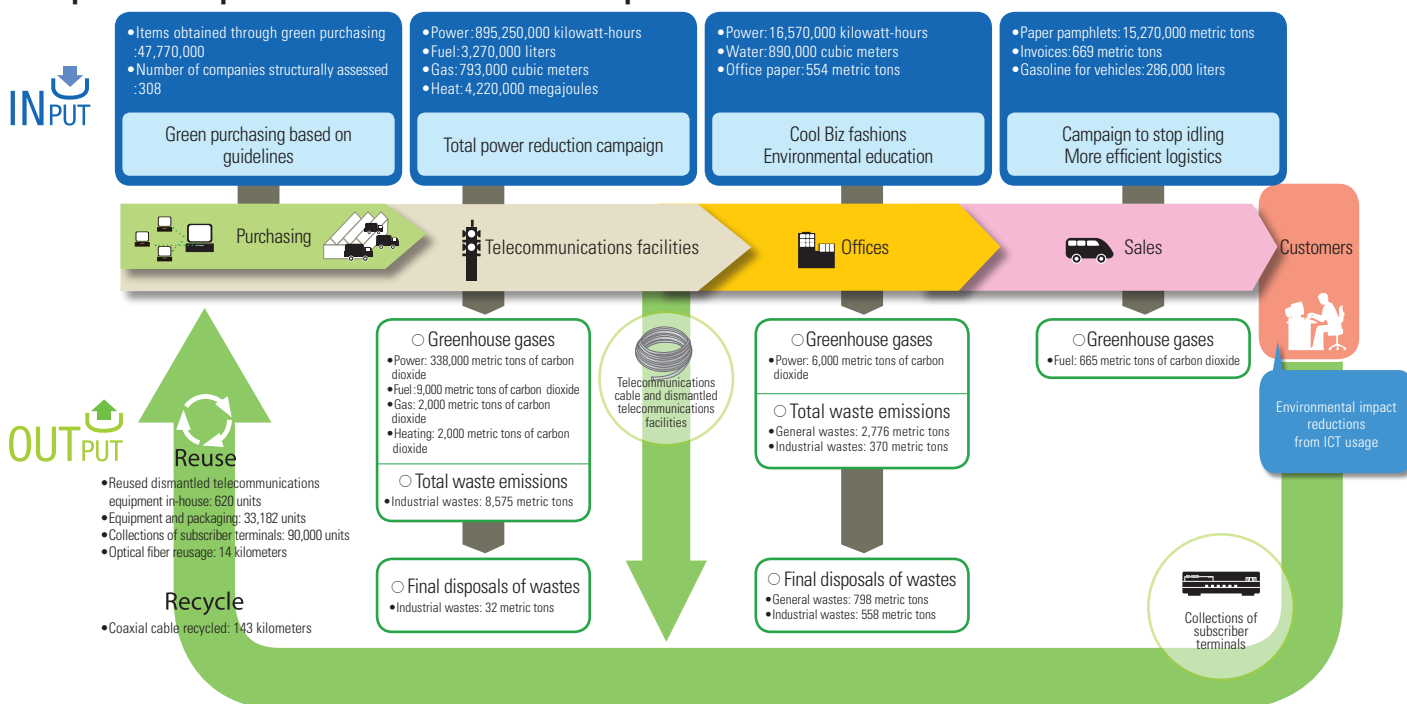 INPUT
•Items obtained through green purchasing
:47,770,000
•Number of companies structurally assessed
:308
Green purchasing based on
guidelines
•Power: 895,250,000 kilowatt-hours
•Fuel: 3,270,000 liters
•Gas: 793,000 cubic meters
•Heat: 4,220,000 megajoules
Total power reduction campaign
•Power: 16,570,000 kilowatt-hours
•Water: 890,000 cubic meters
•Office paper: 554 metric tons
Cool Biz fashions
Environmental education
•Paper pamphlets: 15,270,000 metric tons
•Invoices: 669 metric tons
•Gasoline for vehicles: 286,000 liters
Campaign to stop idling
More efficient logistics
Purchasing
Telecommunications facilities
Offices
Sales
Customers
OUTPUT
Reuse
•Reused dismantled telecommunications
equipment in-house: 620 units
•Equipment and packaging: 33,182 units
•Collections of subscriber terminals: 90,000 units
•Optical fiber reusage: 14 kilometers
Recycle
•Coaxial cable recycled: 143 kilometers
○ Greenhouse gases
•Power: 338,000 metric tons of carbon
dioxide
•Fuel :9,000 metric tons of carbon dioxide
•Gas: 2,000 metric tons of carbon
dioxide
•Heating: 2,000 metric tons of carbon
dioxide
○ Total waste emissions
•Industrial wastes: 8,575 metric tons
○ Final disposals of wastes
•Industrial wastes: 32 metric tons
Telecommunications
cable and dismantled
telecommunications
facilities
○ Greenhouse gases
•Power: 6,000 metric tons of carbon
dioxide
○ Total waste emissions
•General wastes: 2,776 metric tons
•Industrial wastes: 370 metric tons
○ Final disposals of wastes
•General wastes: 798 metric tons
•Industrial wastes: 558 metric tons
○ Greenhouse gases
•Fuel: 665 metric tons of carbon dioxide
Environmental impact
reductions
from ICT usage
Collections of
subscriber
terminals